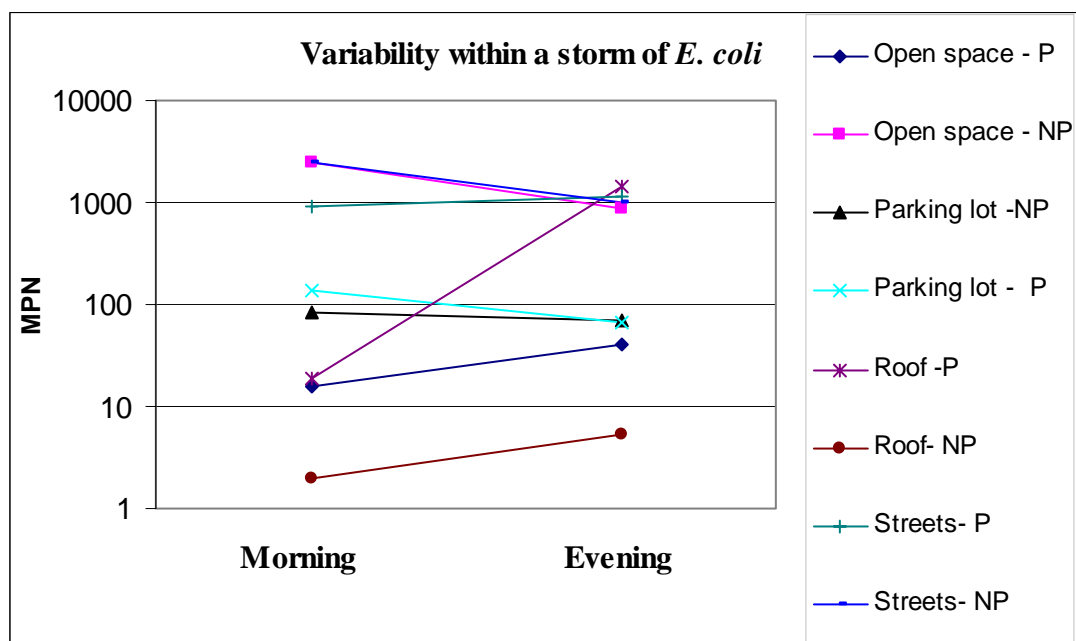 Variability within a storm of E. coli
10000
1000
100
10
1
MPN
Morning
Evening
Open space - P
Open space - NP
Parking lot -NP
Parking lot -  P
Roof -P
Roof- NP
Streets- P
Streets- NP